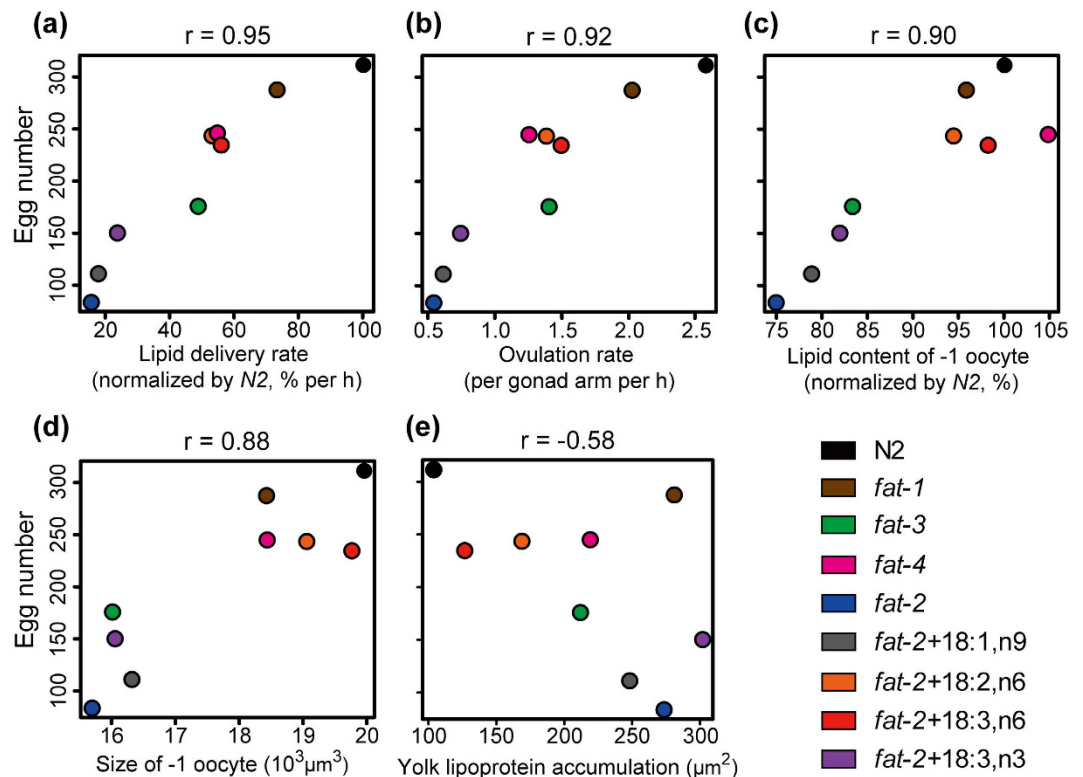 (a)
r = 0.95
(b)
r = 0.92
(c)
r = 0.90
Egg number
100 150 200 250 300
20 40 60 80 100
Lipid delivery rate
(normalized by N2, % per h)
0.5 1.0 1.5 2.0 2.5
Ovulation rate
(per gonad arm per h)
75 80 85 90 95 100 105
Lipid content of -1 oocyte
(normalized by N2, %)
(d)
r = 0.88
(e)
r = -0.58
Egg number
100 150 200 250 300
16 17 18 19 20
Size of -1 oocyte (10³µm³)
100 150 200 250 300
Yolk lipoprotein accumulation (µm²)
N2
fat-1
fat-3
fat-4
fat-2
fat-2+18:1,n9
fat-2+18:2,n6
fat-2+18:3,n6
fat-2+18:3,n3